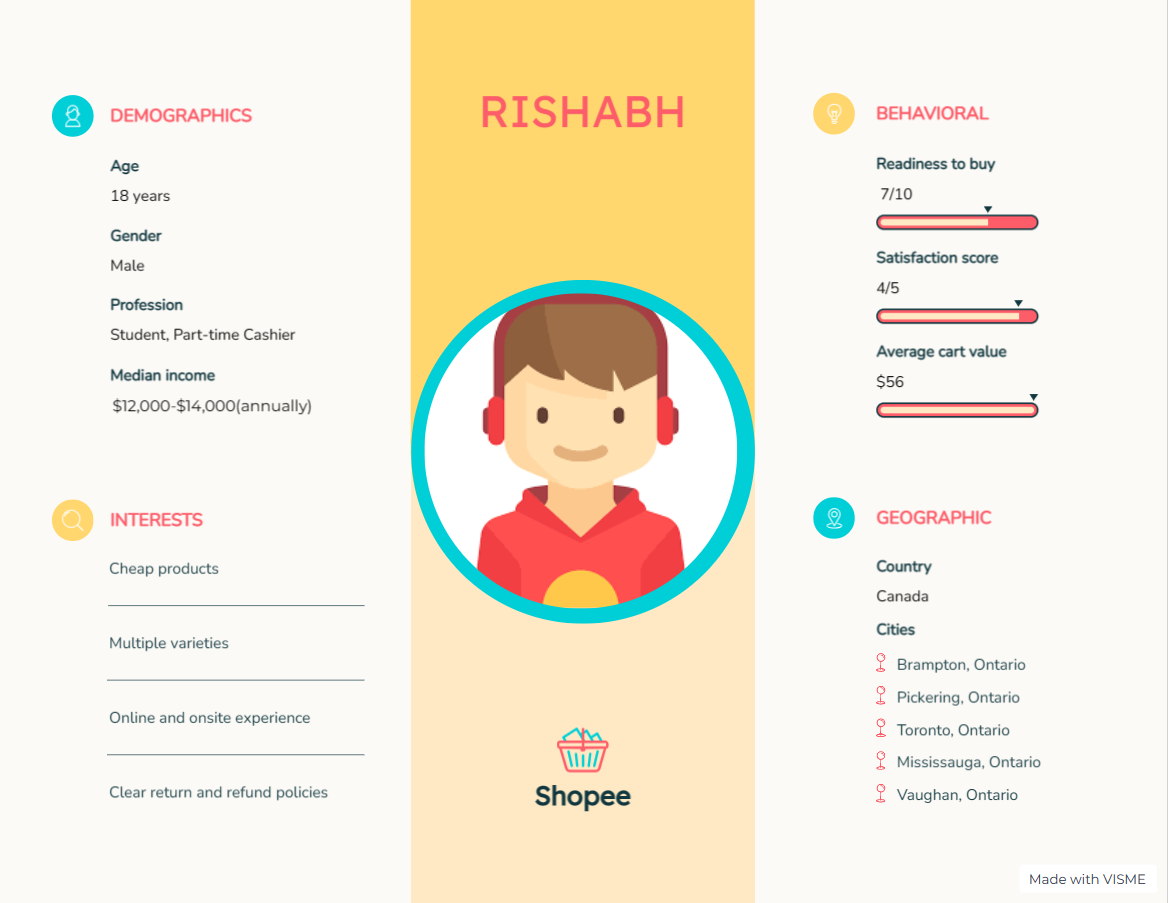 DEMOGRAPHICS
Age
18 years
Gender
Male
Profession
Student, Part-time Cashier
Median income
$12,000-$14,000(annually)
INTERESTS
Cheap products
Multiple varieties
Online and onsite experience
Clear return and refund policies
RISHABH
Shopee
BEHAVIORAL
Readiness to buy
7/10
Satisfaction score
4/5
Average cart value
$56
GEOGRAPHIC
Country
Canada
Cities
Brampton, Ontario
Pickering, Ontario
Toronto, Ontario
Mississauga, Ontario
Vaughan, Ontario
Made with VISME